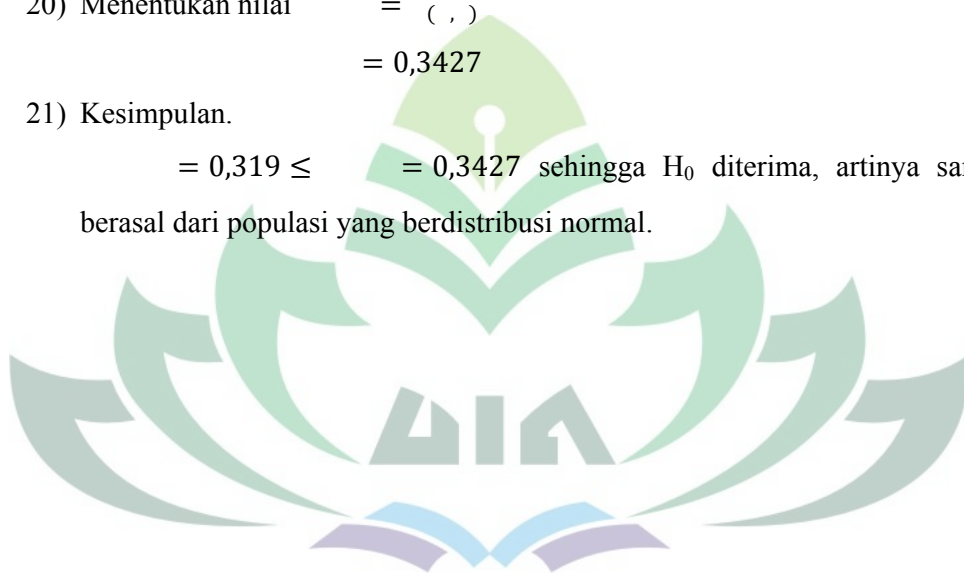 20) Menentukan nilai = ( , )
= 0,3427
21) Kesimpulan.
= 0,319 ≤ = 0,3427 sehingga H₀ diterima, artinya
berasal dari populasi yang berdistribusi normal.
UIN